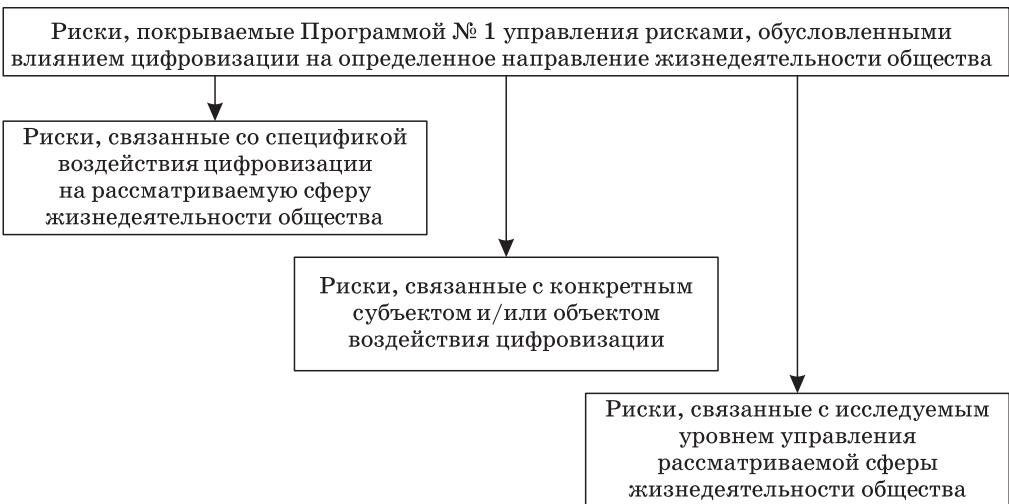 Риски, покрываемые Программой № 1 управления рисками, обусловленными
влиянием цифровизации на определенное направление жизнедеятельности общества
Риски, связанные со спецификой
воздействия цифровизации
на рассматриваемую сферу
жизнедеятельности общества
Риски, связанные с конкретным
субъектом и/или объектом
воздействия цифровизации
Риски, связанные с исследуемым
уровнем управления
рассматриваемой сферы
жизнедеятельности общества